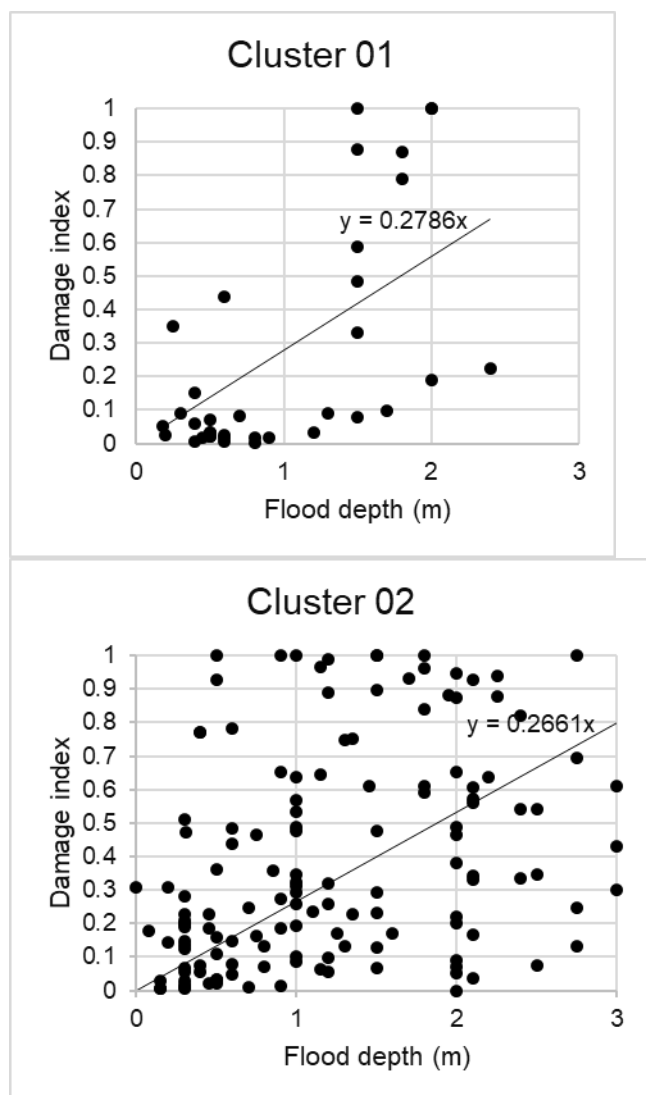 Cluster 01
Damage index
1
0.9
0.8
0.7
0.6
0.5
0.4
0.3
0.2
0.1
0
y = 0.2786x
0 1 2 3
Flood depth (m)
Cluster 02
Damage index
1
0.9
0.8
0.7
0.6
0.5
0.4
0.3
0.2
0.1
0
y = 0.2661x
0 1 2 3
Flood depth (m)